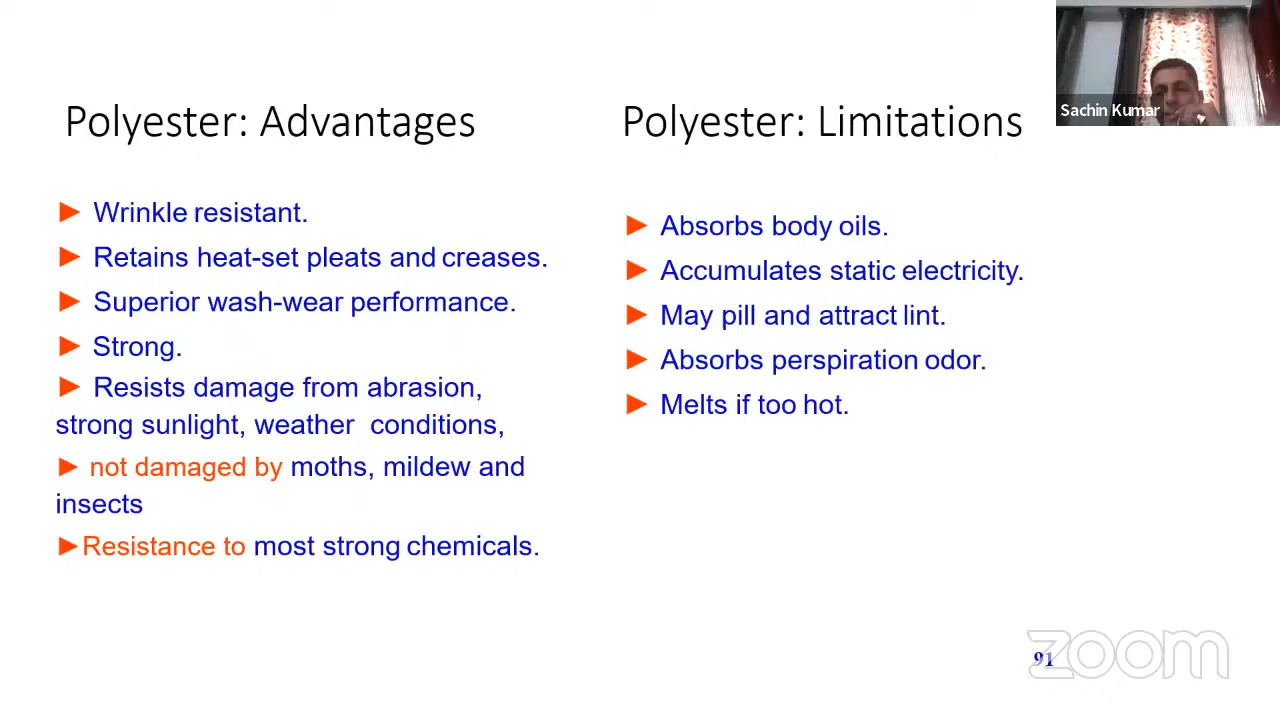 Polyester: Advantages
► Wrinkle resistant.
► Retains heat-set pleats and creases.
► Superior wash-wear performance.
► Strong.
► Resists damage from abrasion,
strong sunlight, weather conditions,
► not damaged by moths, mildew and
insects
►Resistance to most strong chemicals.
Polyester: Limitations
► Absorbs body oils.
► Accumulates static electricity.
► May pill and attract lint.
► Absorbs perspiration odor.
► Melts if too hot.
Sachin Kumar
91
zoom